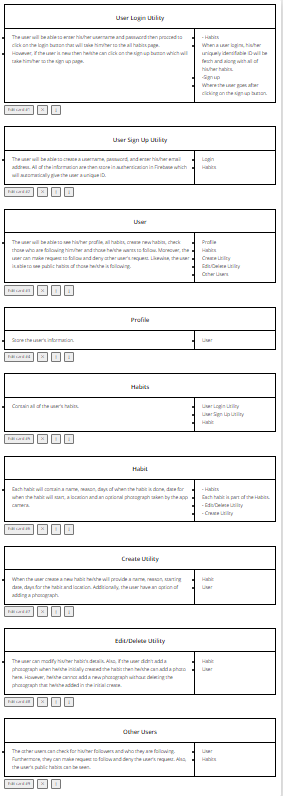 User Login Utility
The user will be able to enter his/her username and password then proceed to
click on the login button that will take him/her to the all habits page.
However, if the user is new then he/she can click on the sign up button which will
take him/her to the sign up page.
- Habits
When a user logins, his/her
uniquely identifiable ID will be
fetch and along with all of
his/her habits.
-Sign up
Where the user goes after
clicking on the sign up button.
Edit card #1
User Sign Up Utility
The user will be able to create a username, password, and enter his/her email
address. All of the information are then store in authentication in Firebase which
will automatically give the user a unique ID.
Login
Habits
Edit card #2
User
The user will be able to see his/her profile, all habits, create new habits, check
those who are following him/her and those he/she wants to follow. Moreover, the
user can make request to follow and deny other user's request. Likewise, the user
is able to see public habits of those he/she is following.
Profile
Habits
Create Utility
Edit/Delete Utility
Other Users
Edit card #3
Profile
Store the user's information.
User
Edit card #4
Habits
Contain all of the user's habits.
User Login Utility
User Sign Up Utility
Habit
Edit card #5
Habit
Each habit will contain a name, reason, days of when the habit is done, date for
when the habit will start, a location and an optional photograph taken by the app
camera.
- Habits
Each habit is part of the Habits.
- Edit/Delete Utility
- Create Utility
Edit card #6
Create Utility
When the user create a new habit he/she will provide a name, reason, starting
date, days for the habit and location. Additionally, the user have an option of
adding a photograph.
Habit
User
Edit card #7
Edit/Delete Utility
The user can modify his/her habit's details. Also, if the user didn't add a
photograph when he/she initially created the habit then he/she can add a photo
here. However, he/she cannot add a new photograph without deleting the
photograph that he/she added in the initial create.
Habit
User
Edit card #8
Other Users
The other users can check for his/her followers and who they are following.
Furthermore, they can make request to follow and deny the user's request. Also,
the user's public habits can be seen.
User
Habits
Edit card #9